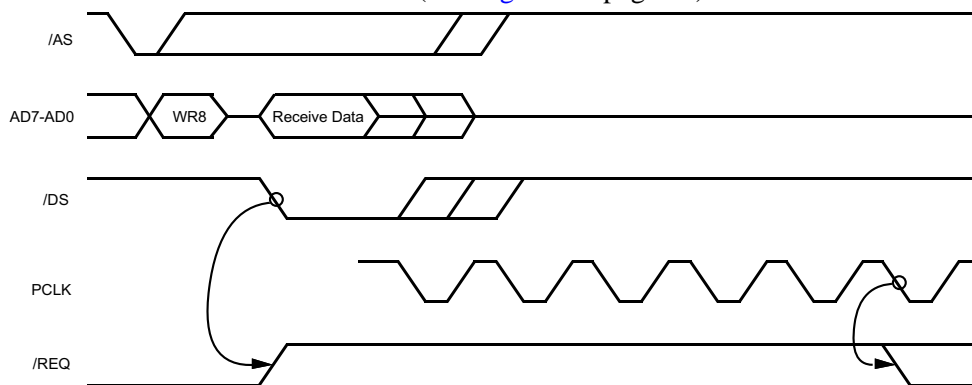 /AS
AD7-AD0 WR8 Receive Data
/DS
PCLK
/REQ